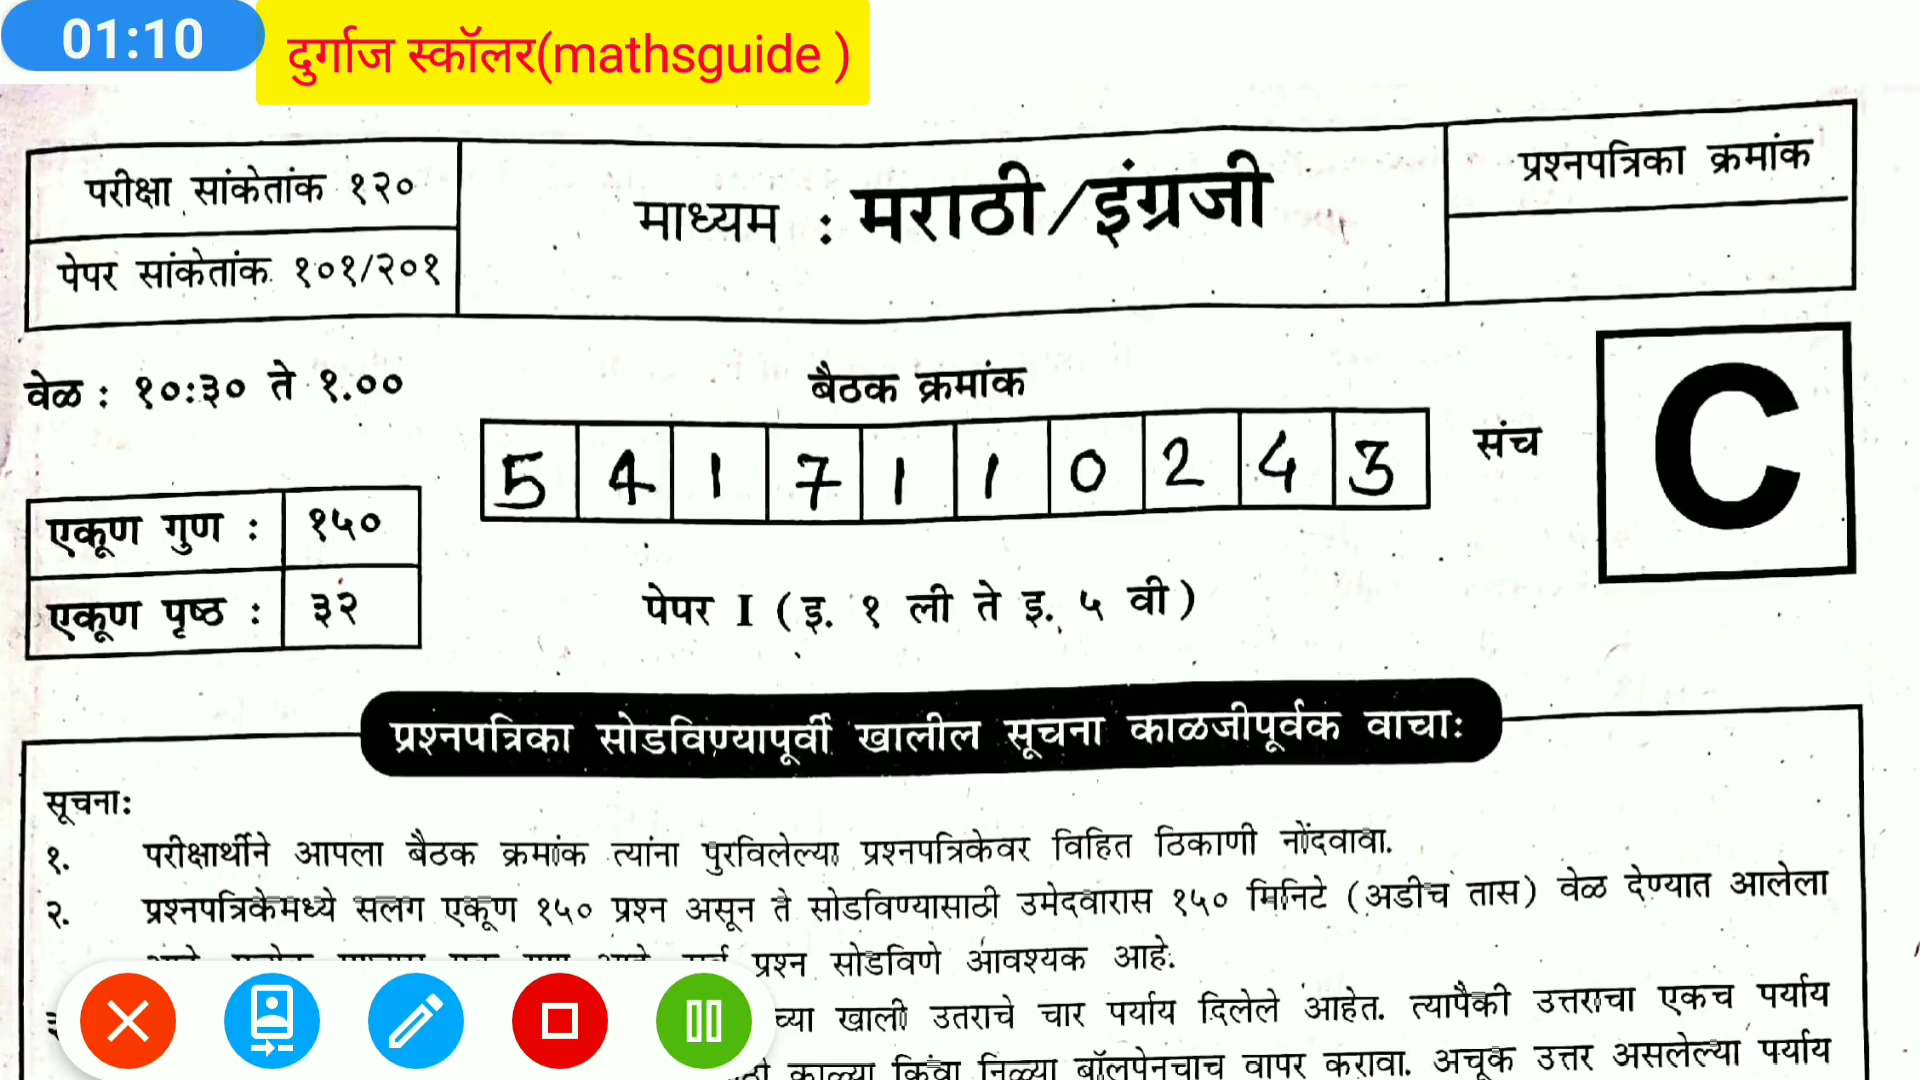 01:10
दुर्गाज स्कॉलर(mathsguide )
परीक्षा सांकेतांक १२०
पेपर सांकेतांक १०१/२०१
माध्यम : मराठी/इंग्रजी
प्रश्नपत्रिका क्रमांक
वेळ : १०:३० ते १.००
बैठक क्रमांक
5 4 1 7 1 1 0 2 4 3
संच
C
एकूण गुण : १५०
एकूण पृष्ठ : ३२
पेपर I ( इ. १ ली ते इ. ५ वी )
प्रश्नपत्रिका सोडविण्यापूर्वी खालील सूचना काळजीपूर्वक वाचाः
सूचनाः
१. परीक्षार्थीने आपला बैठक क्रमांक त्यांना पुरविलेल्या प्रश्नपत्रिकेवर विहित ठिकाणी नोंदवावा.
२. प्रश्नपत्रिकेमध्ये सलग एकूण १५० प्रश्न असून ते सोडविण्यासाठी उमेदवारास १५० मिनिटे (अडीच तास) वेळ देण्यात आलेला
प्रश्न सोडविणे आवश्यक आहे.
च्या खाली उतराचे चार पर्याय दिलेले आहेत. त्यापैकी उत्तराचा एकच पर्याय
काळ्या किंवा निळ्या बॉलपेनचाच वापर करावा. अचूक उत्तर असलेल्या पर्याय